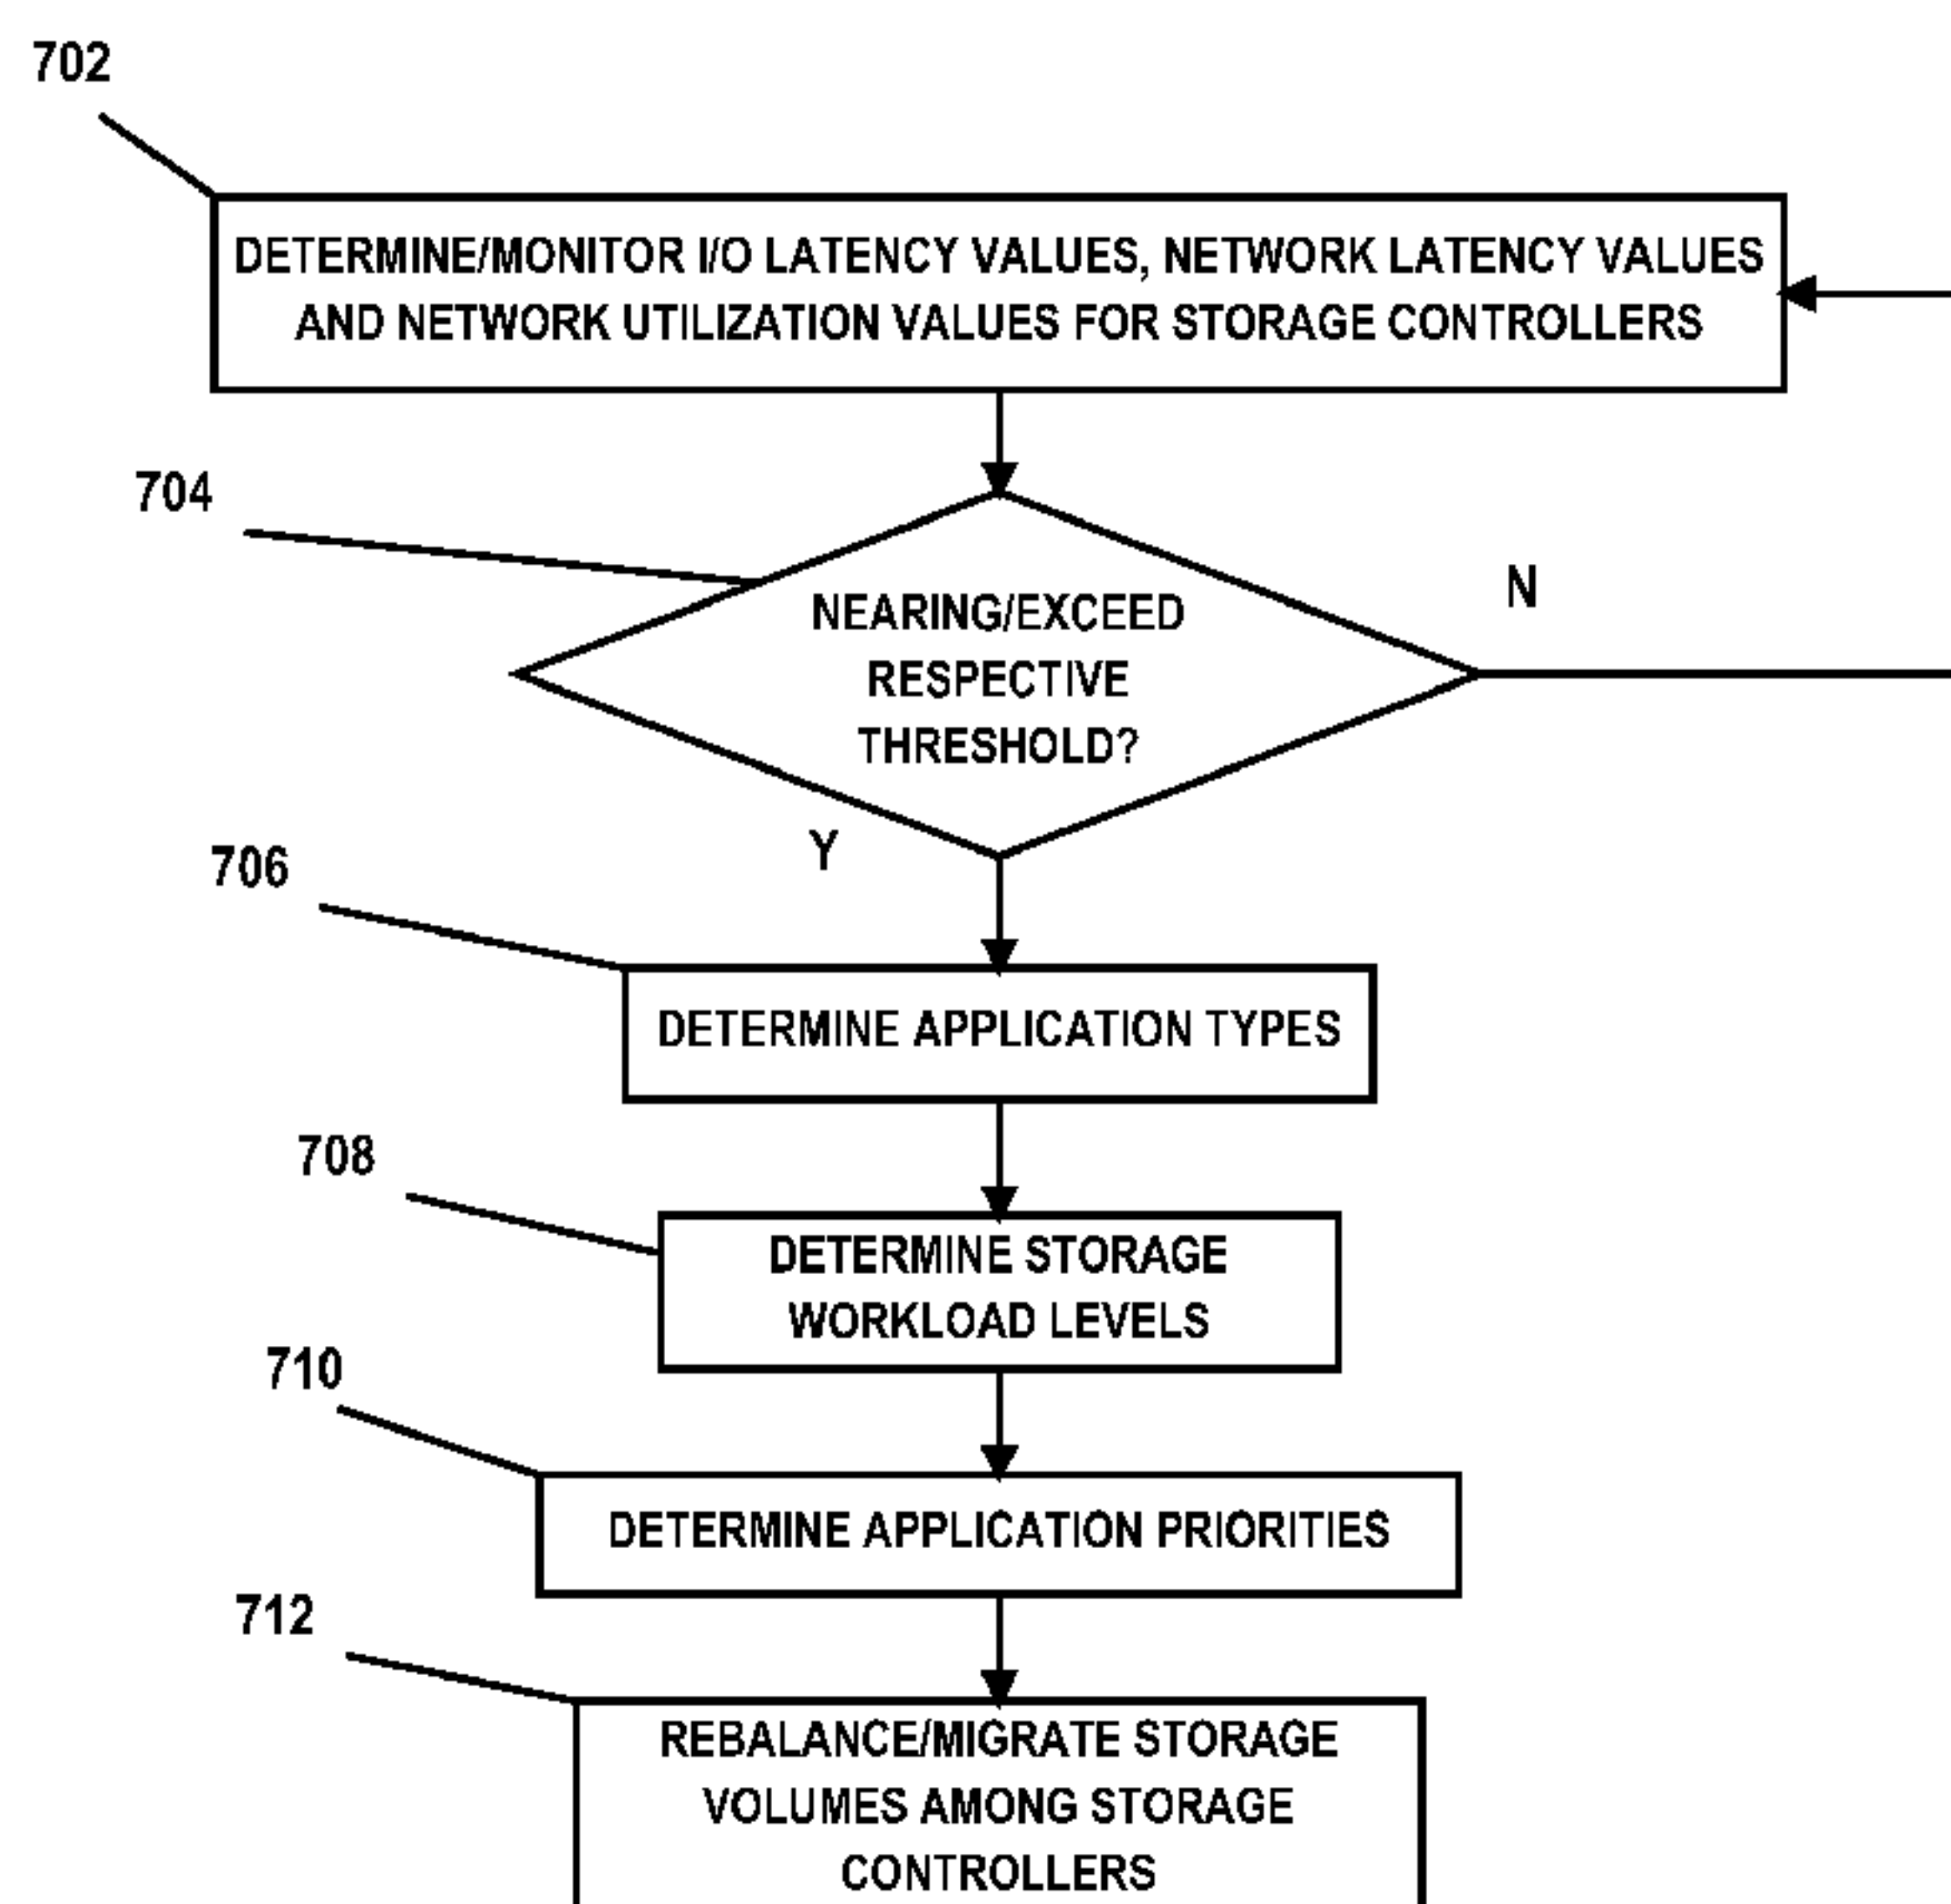 702
DETERMINE/MONITOR I/O LATENCY VALUES, NETWORK LATENCY VALUES
AND NETWORK UTILIZATION VALUES FOR STORAGE CONTROLLERS
704
NEARING/EXCEED
RESPECTIVE
THRESHOLD?
N
Y
706
DETERMINE APPLICATION TYPES
708
DETERMINE STORAGE
WORKLOAD LEVELS
710
DETERMINE APPLICATION PRIORITIES
712
REBALANCE/MIGRATE STORAGE
VOLUMES AMONG STORAGE
CONTROLLERS